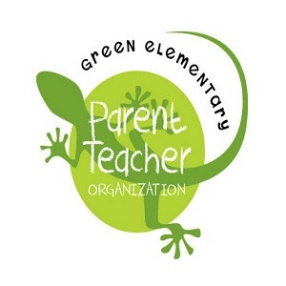 Green Elementary
Parent
Teacher
ORGANIZATION